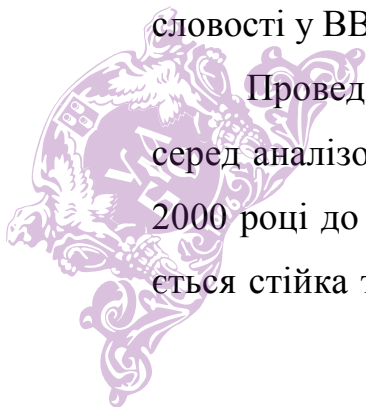 словості у ВВ
Провед
серед аналізо
2000 році до
ється стійка т